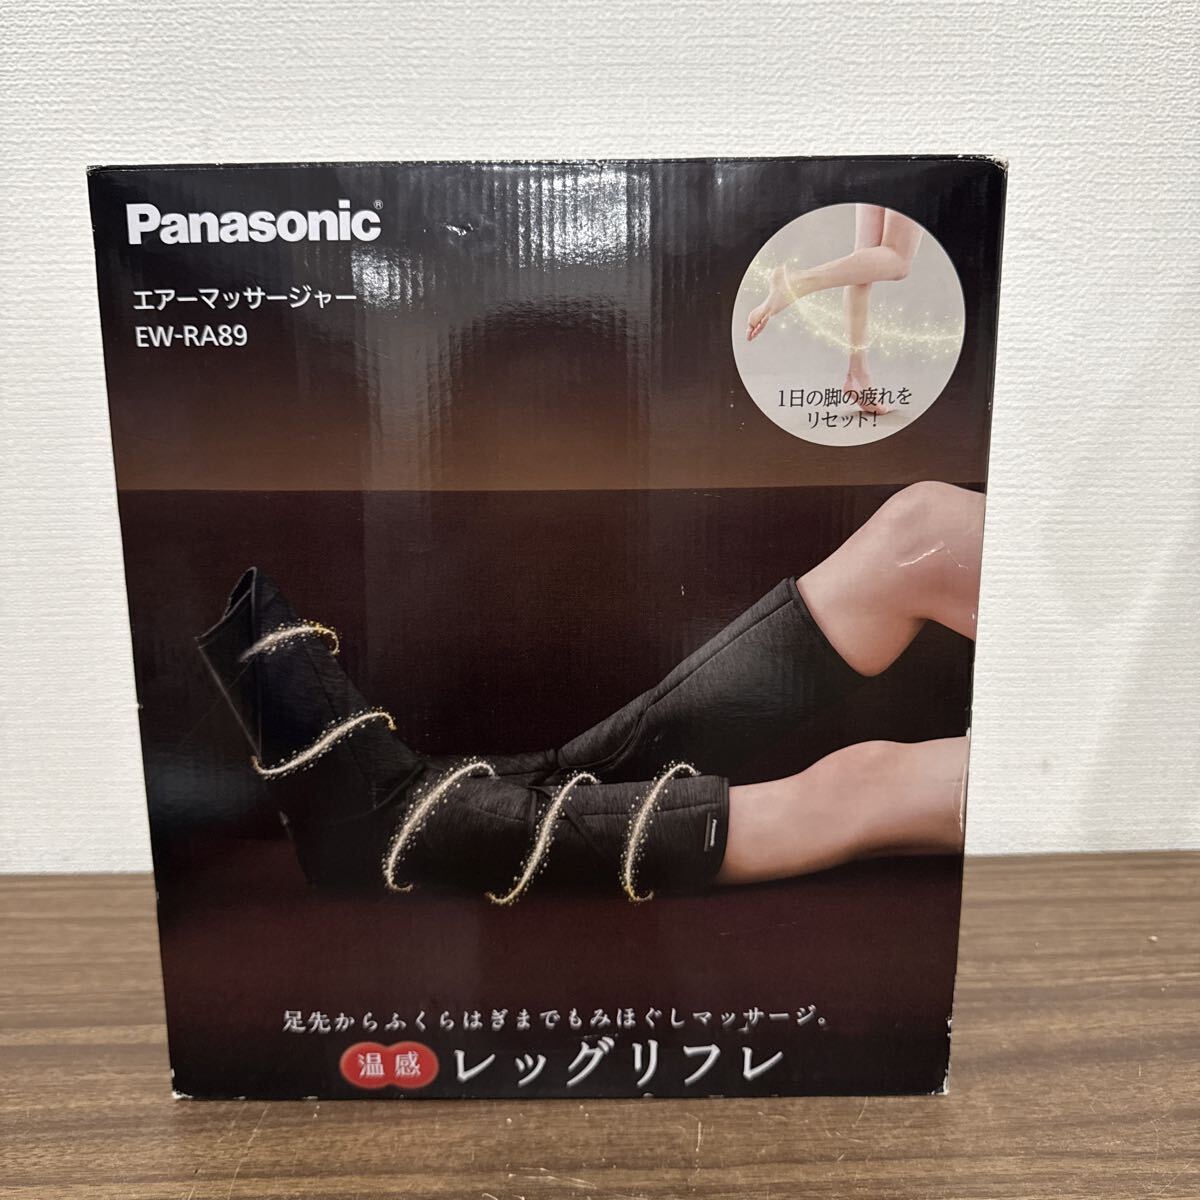 Panasonic®
エアーマッサージャー
EW-RA89
1日の脚の疲れを
リセット!
足先からふくらはぎまでもみほぐしマッサージ。
温感 レッグリフレ